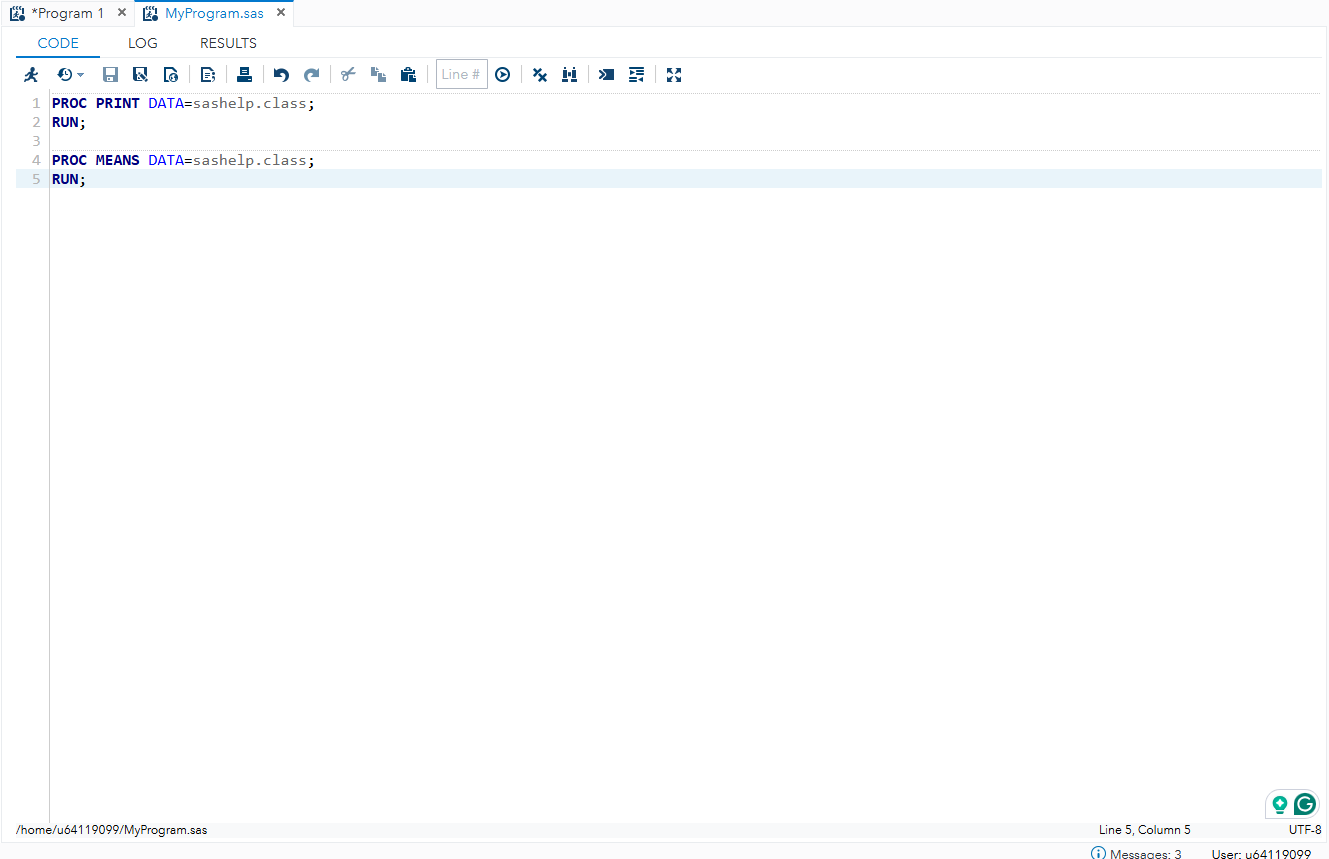 *Program 1 × MyProgram.sas ×
CODE LOG RESULTS
Line #
1 PROC PRINT DATA=sashelp.class;
2 RUN;
3
4 PROC MEANS DATA=sashelp.class;
5 RUN;
/home/u64119099/MyProgram.sas Line 5, Column 5 UTF-8
Messages: 3 User: u64119099